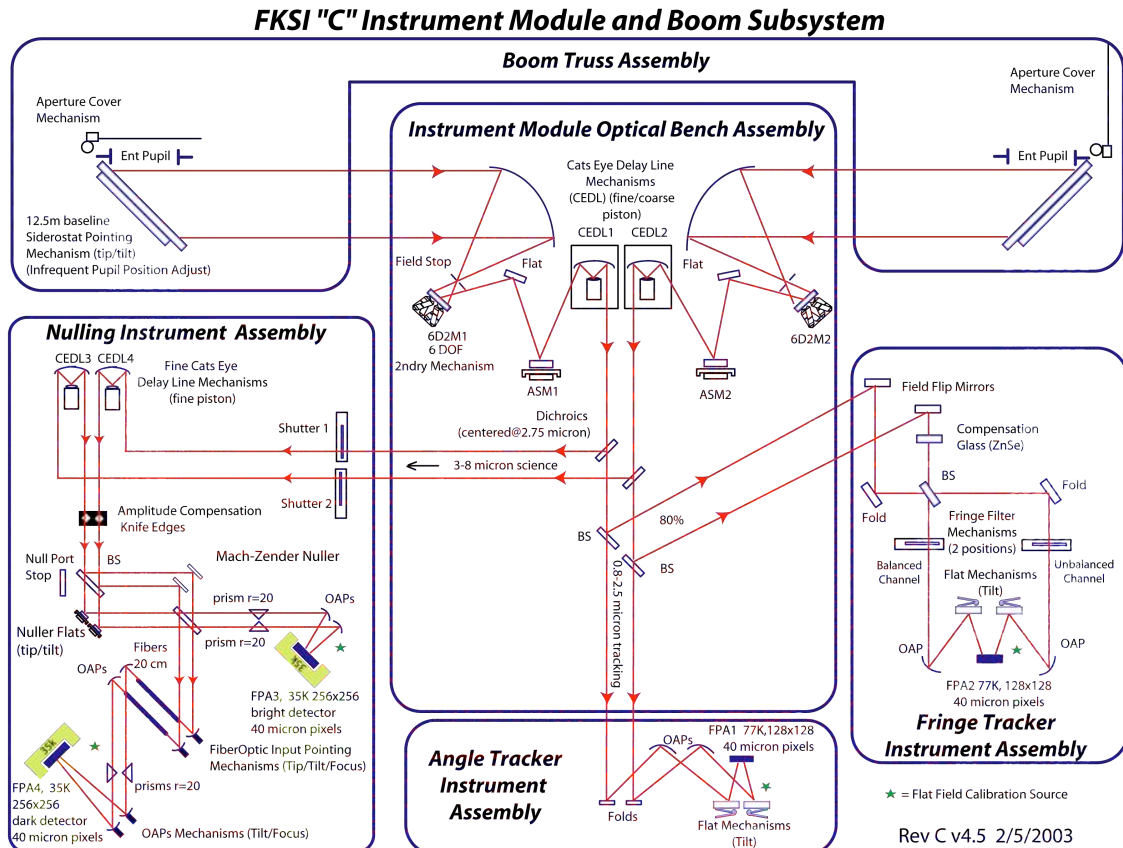 FKSI "C" Instrument Module and Boom Subsystem
Boom Truss Assembly
Aperture Cover
Mechanism
Ent Pupil
12.5m baseline
Siderostat Pointing
Mechanism (tip/tilt)
(Infrequent Pupil Position Adjust)
Aperture Cover
Mechanism
Ent Pupil
Instrument Module Optical Bench Assembly
Cats Eye Delay Line
Mechanisms
(CEDL) (fine/coarse
piston)
CEDL1
CEDL2
Field Stop
Flat
Flat
6D2M1
6 DOF
2ndry Mechanism
6D2M2
ASM1
ASM2
Dichroics
(centered@2.75 micron)
3-8 micron science
80%
BS
BS
0.8-2.5 micron tracking
Nulling Instrument Assembly
CEDL3
CEDL4
Fine Cats Eye
Delay Line Mechanisms
(fine piston)
Shutter 1
Shutter 2
Amplitude Compensation
Knife Edges
Mach-Zender Nuller
Null Port
Stop
BS
prism r=20
OAPs
prism r=20
Nuller Flats
(tip/tilt)
Fibers
20 cm
OAPs
35K
FPA3, 35K 256x256
bright detector
40 micron pixels
FiberOptic Input Pointing
Mechanisms (Tip/Tilt/Focus)
35k
FPA4, 35K
256x256
dark detector
40 micron pixels
prisms r=20
OAPs Mechanisms (Tilt/Focus)
Angle Tracker
Instrument
Assembly
OAPs
FPA1 77K,128x128
40 micron pixels
Folds
Flat Mechanisms
(Tilt)
Field Flip Mirrors
Compensation
Glass (ZnSe)
BS
Fold
Fold
Fringe Filter
Mechanisms
(2 positions)
Balanced
Channel
Unbalanced
Channel
Flat Mechanisms
(Tilt)
OAP
OAP
FPA2 77K, 128x128
40 micron pixels
Fringe Tracker
Instrument Assembly
= Flat Field Calibration Source
Rev C v4.5 2/5/2003